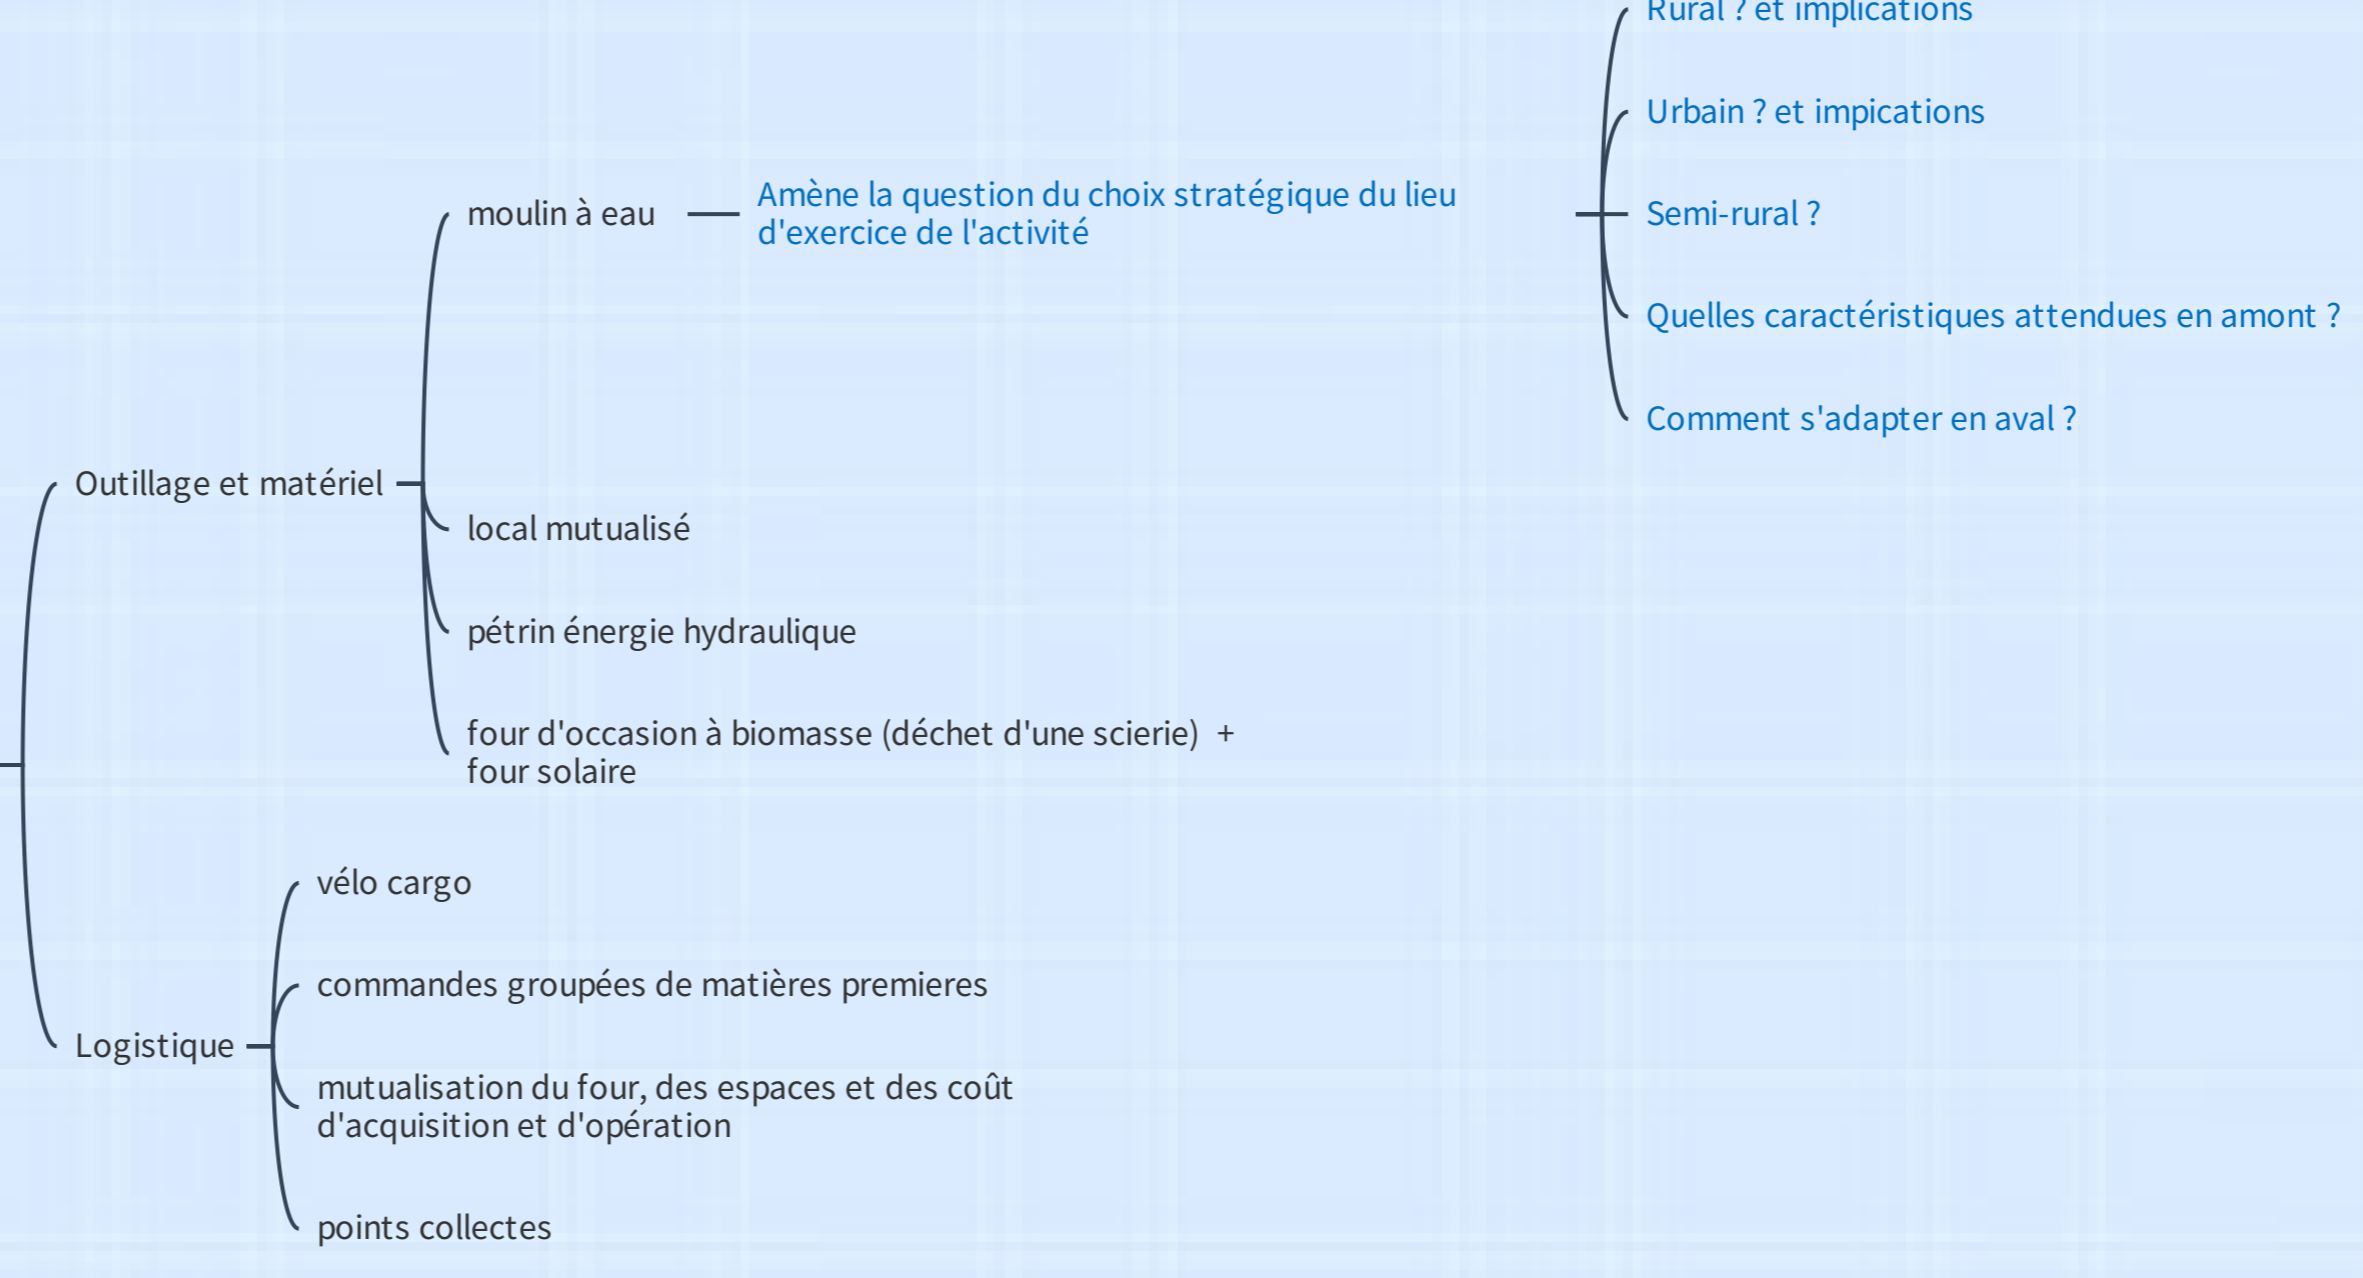 Rural ? et implications
Urbain ? et impications
moulin à eau
Amène la question du choix stratégique du lieu
d'exercice de l'activité
Semi-rural ?
Quelles caractéristiques attendues en amont ?
Comment s'adapter en aval ?
Outillage et matériel
local mutualisé
pétrin énergie hydraulique
four d'occasion à biomasse (déchet d'une scierie)  +
four solaire
vélo cargo
commandes groupées de matières premieres
Logistique
mutualisation du four, des espaces et des coût
d'acquisition et d'opération
points collectes